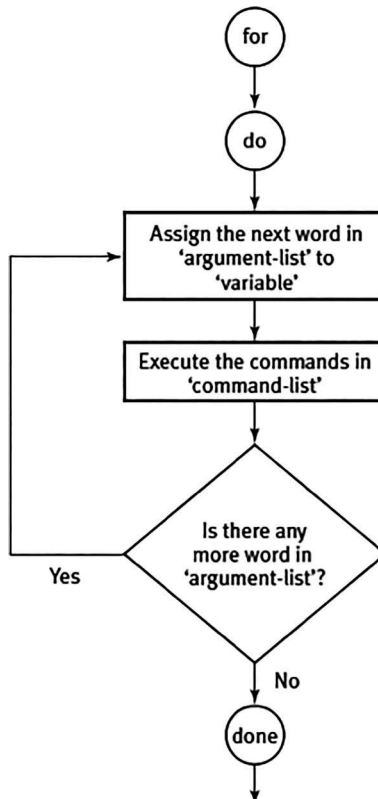 for
do
Assign the next word in
‘argument-list’ to
‘variable’
Execute the commands in
‘command-list’
Is there any
more word in
‘argument-list’?
Yes
No
done